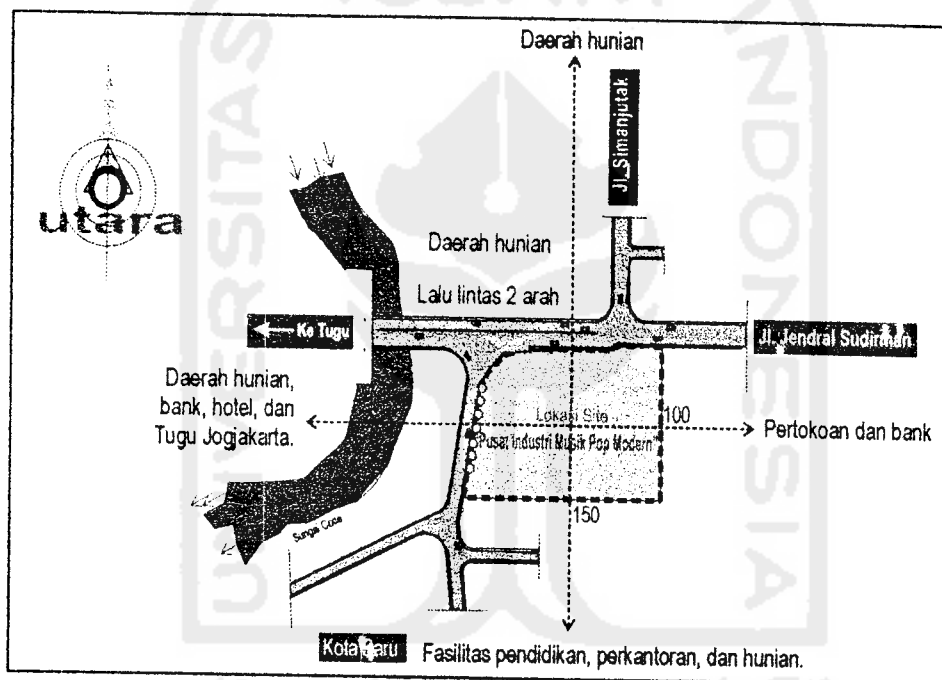 Daerah hunian
Jl. Simanjutak
utara
Daerah hunian
Lalu lintas 2 arah
Ke Tugu
Jl. Jendral Sudirman
Daerah hunian,
bank, hotel, dan
Tugu Jogjakarta.
Lokasi Site
"Pusat Industri Musik Pop Modern"
100
Pertokoan dan bank
150
Sungai Code
Kota Baru
Fasilitas pendidikan, perkantoran, dan hunian.
UNIVERSITAS
INDONESIA